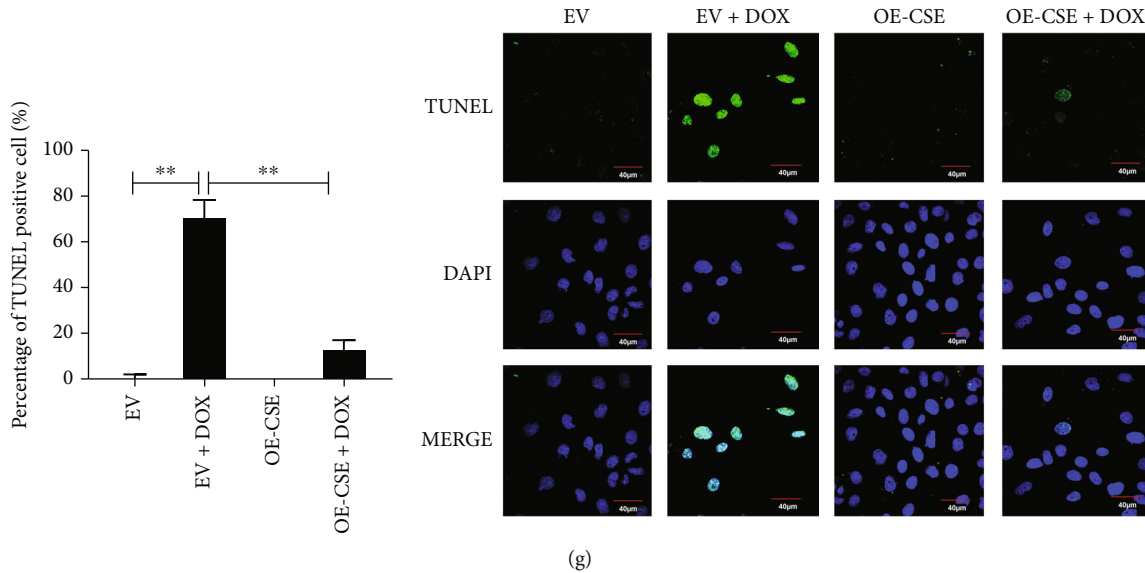 Percentage of TUNEL positive cell (%)
100
80
60
40
20
0
**
**
EV
EV + DOX
OE-CSE
OE-CSE + DOX
EV
EV + DOX
OE-CSE
OE-CSE + DOX
TUNEL
40μm
40μm
40μm
40μm
DAPI
40μm
40μm
40μm
40μm
MERGE
40μm
40μm
40μm
40μm
(g)